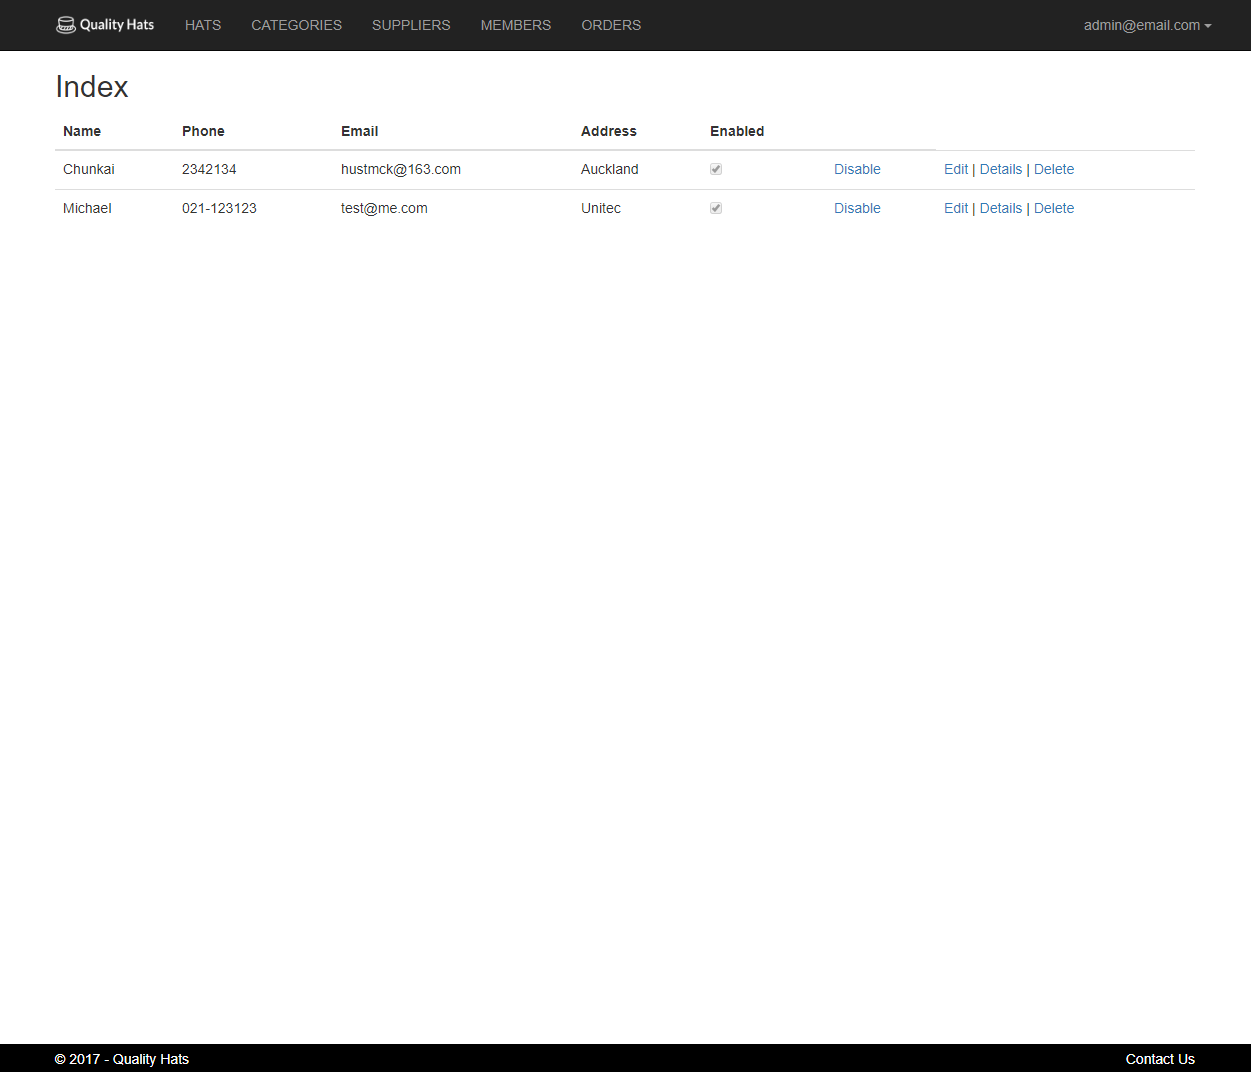 Quality Hats HATS CATEGORIES SUPPLIERS MEMBERS ORDERS admin@email.com
Index
Name Phone Email Address Enabled
Chunkai 2342134 hustmck@163.com Auckland Disable Edit | Details | Delete
Michael 021-123123 test@me.com Unitec Disable Edit | Details | Delete
© 2017 - Quality Hats Contact Us